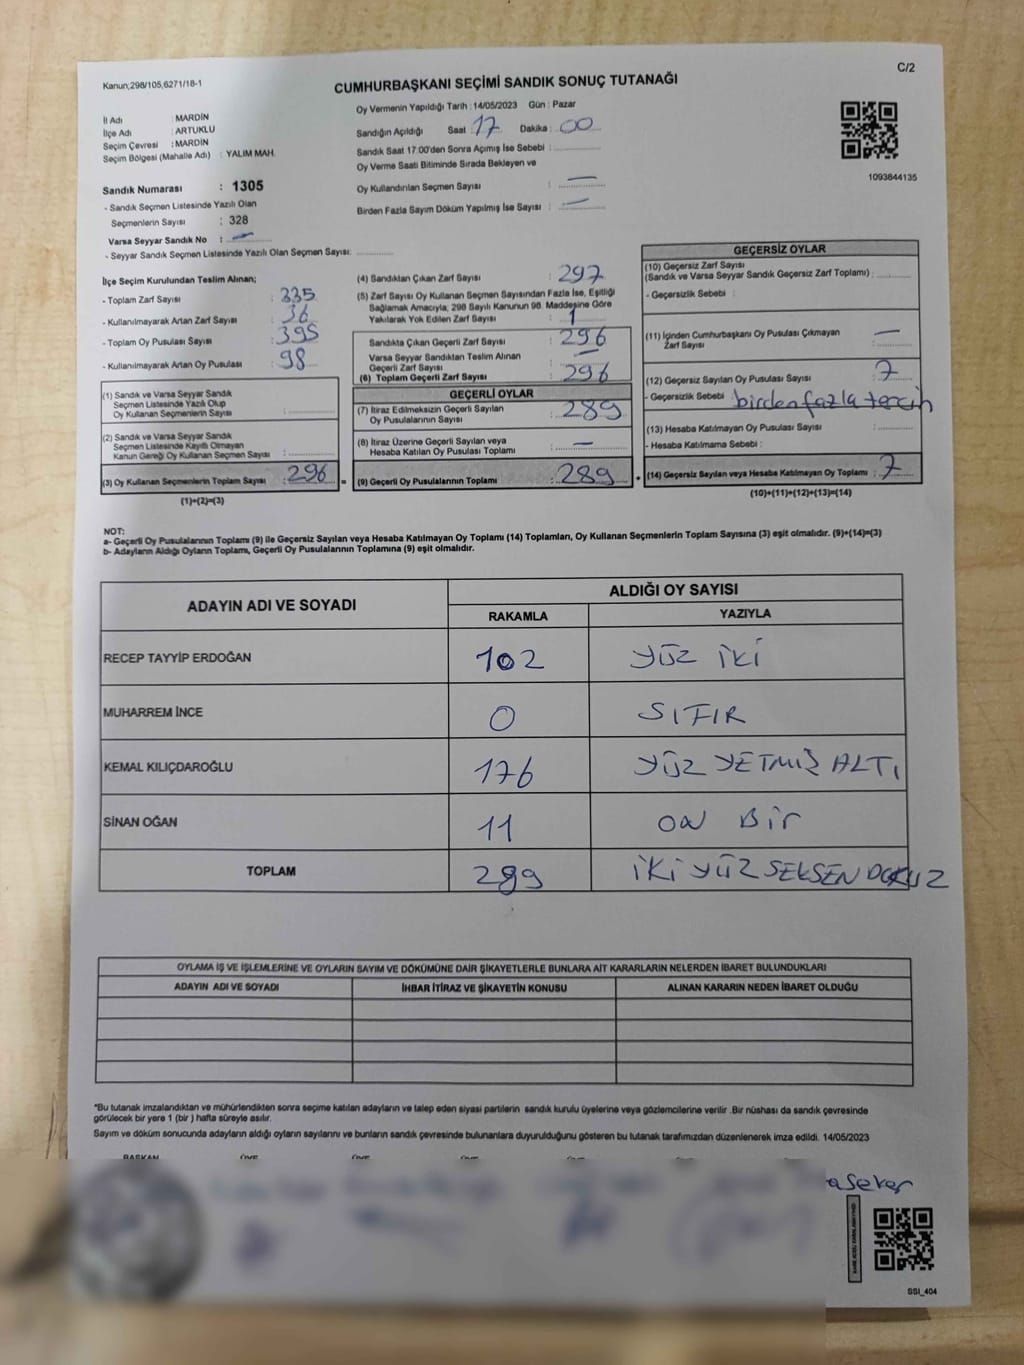 Kanun;298/105,6271/18-1
C/2
CUMHURBAŞKANI SEÇİMİ SANDIK SONUÇ TUTANAĞI
İl Adı : MARDİN
İlçe Adı : ARTUKLU
Seçim Çevresi : MARDİN
Seçim Bölgesi (Mahalle Adı) : YALIM MAH.
Oy Vermenin Yapıldığı Tarih : 14/05/2023 Gün : Pazar
Sandığın Açıldığı Saat : 17 Dakika : 00
Sandık Saat 17:00'den Sonra Açımış İse Sebebi :
Oy Verme Saati Bitiminde Sırada Bekleyen ve
Oy Kullandırılan Seçmen Sayısı : —
Birden Fazla Sayım Döküm Yapılmış İse Sayısı : —
1093844135
Sandık Numarası : 1305
- Sandık Seçmen Listesinde Yazılı Olan
Seçmenlerin Sayısı : 328
Varsa Seyyar Sandık No : —
- Seyyar Sandık Seçmen Listesinde Yazılı Olan Seçmen Sayısı:
İlçe Seçim Kurulundan Teslim Alınan;
- Toplam Zarf Sayısı : 335
- Kullanılmayarak Artan Zarf Sayısı : 36
- Toplam Oy Pusulası Sayısı : 395
- Kullanılmayarak Artan Oy Pusulası : 98
(1) Sandık ve Varsa Seyyar Sandık
Seçmen Listesinde Yazılı Olup
Oy Kullanan Seçmenlerin Sayısı :
(2) Sandık ve Varsa Seyyar Sandık
Seçmen Listesinde Kayıtlı Olmayan
Kanun Gereği Oy Kullanan Seçmen Sayısı :
(3) Oy Kullanan Seçmenlerin Toplam Sayısı : 296 =
(1)+(2)=(3)
(4) Sandıktan Çıkan Zarf Sayısı : 297
(5) Zarf Sayısı Oy Kullanan Seçmen Sayısından Fazla İse, Eşitliği
Sağlamak Amacıyla, 298 Sayılı Kanunun 98. Maddesine Göre
Yakılarak Yok Edilen Zarf Sayısı : 1
Sandıkta Çıkan Geçerli Zarf Sayısı : 296
Varsa Seyyar Sandıktan Teslim Alınan
Geçerli Zarf Sayısı : —
(6) Toplam Geçerli Zarf Sayısı : 296
GEÇERLİ OYLAR
(7) İtiraz Edilmeksizin Geçerli Sayılan
Oy Pusulalarının Sayısı : 289
(8) İtiraz Üzerine Geçerli Sayılan veya
Hesaba Katılan Oy Pusulası Toplamı : —
(9) Geçerli Oy Pusulalarının Toplamı : 289 +
GEÇERSİZ OYLAR
(10) Geçersiz Zarf Sayısı
(Sandık ve Varsa Seyyar Sandık Geçersiz Zarf Toplamı) :
- Geçersizlik Sebebi :
(11) İçinden Cumhurbaşkanı Oy Pusulası Çıkmayan
Zarf Sayısı : —
(12) Geçersiz Sayılan Oy Pusulası Sayısı : 7
- Geçersizlik Sebebi : birden fazla tercih
(13) Hesaba Katılmayan Oy Pusulası Sayısı :
- Hesaba Katılmama Sebebi :
(14) Geçersiz Sayılan veya Hesaba Katılmayan Oy Toplamı : 7
(10)+(11)+(12)+(13)=(14)
NOT:
a- Geçerli Oy Pusulalarının Toplamı (9) ile Geçersiz Sayılan veya Hesaba Katılmayan Oy Toplamı (14) Toplamları, Oy Kullanan Seçmenlerin Toplam Sayısına (3) eşit olmalıdır. (9)+(14)=(3)
b- Adayların Aldığı Oyların Toplamı, Geçerli Oy Pusulalarının Toplamına (9) eşit olmalıdır.
ADAYIN ADI VE SOYADI
ALDIĞI OY SAYISI
RAKAMLA YAZIYLA
RECEP TAYYİP ERDOĞAN 102 YÜZ İKİ
MUHARREM İNCE 0 SIFIR
KEMAL KILIÇDAROĞLU 176 YÜZ YETMİŞ ALTI
SİNAN OĞAN 11 ON BİR
TOPLAM 289 İKİ YÜZ SEKSEN DOKUZ
OYLAMA İŞ VE İŞLEMLERİNE VE OYLARIN SAYIM VE DÖKÜMÜNE DAİR ŞİKAYETLERLE BUNLARA AİT KARARLARIN NELERDEN İBARET BULUNDUKLARI
ADAYIN ADI VE SOYADI İHBAR İTİRAZ VE ŞİKAYETİN KONUSU ALINAN KARARIN NEDEN İBARET OLDUĞU
*Bu tutanak imzalandıktan ve mühürlendikten sonra seçime katılan adayların ve talep eden siyasi partilerin sandık kurulu üyelerine veya gözlemcilerine verilir .Bir nüshası da sandık çevresinde
görülecek bir yere 1 (bir ) hafta süreyle asılır.
Sayım ve döküm sonucunda adayların aldığı oyların sayılarını ve bunların sandık çevresinde bulunanlara duyurulduğunu gösteren bu tutanak tarafımızdan düzenlenerek imza edildi. 14/05/2023
BAŞKAN ÜYE ÜYE ÜYE ÜYE
asever
SSI_404